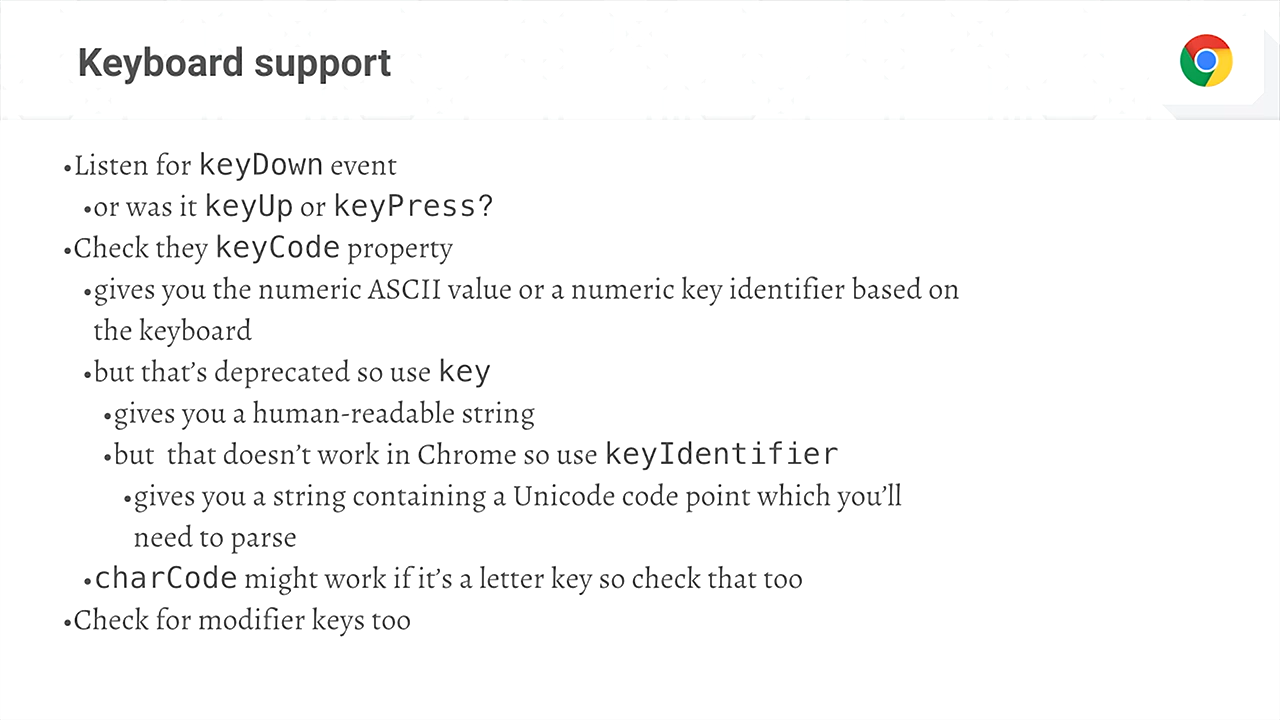 Keyboard support
•Listen for keyDown event
•or was it keyUp or keyPress?
•Check they keyCode property
•gives you the numeric ASCII value or a numeric key identifier based on
the keyboard
•but that’s deprecated so use key
•gives you a human-readable string
•but  that doesn’t work in Chrome so use keyIdentifier
•gives you a string containing a Unicode code point which you’ll
need to parse
•charCode might work if it’s a letter key so check that too
•Check for modifier keys too